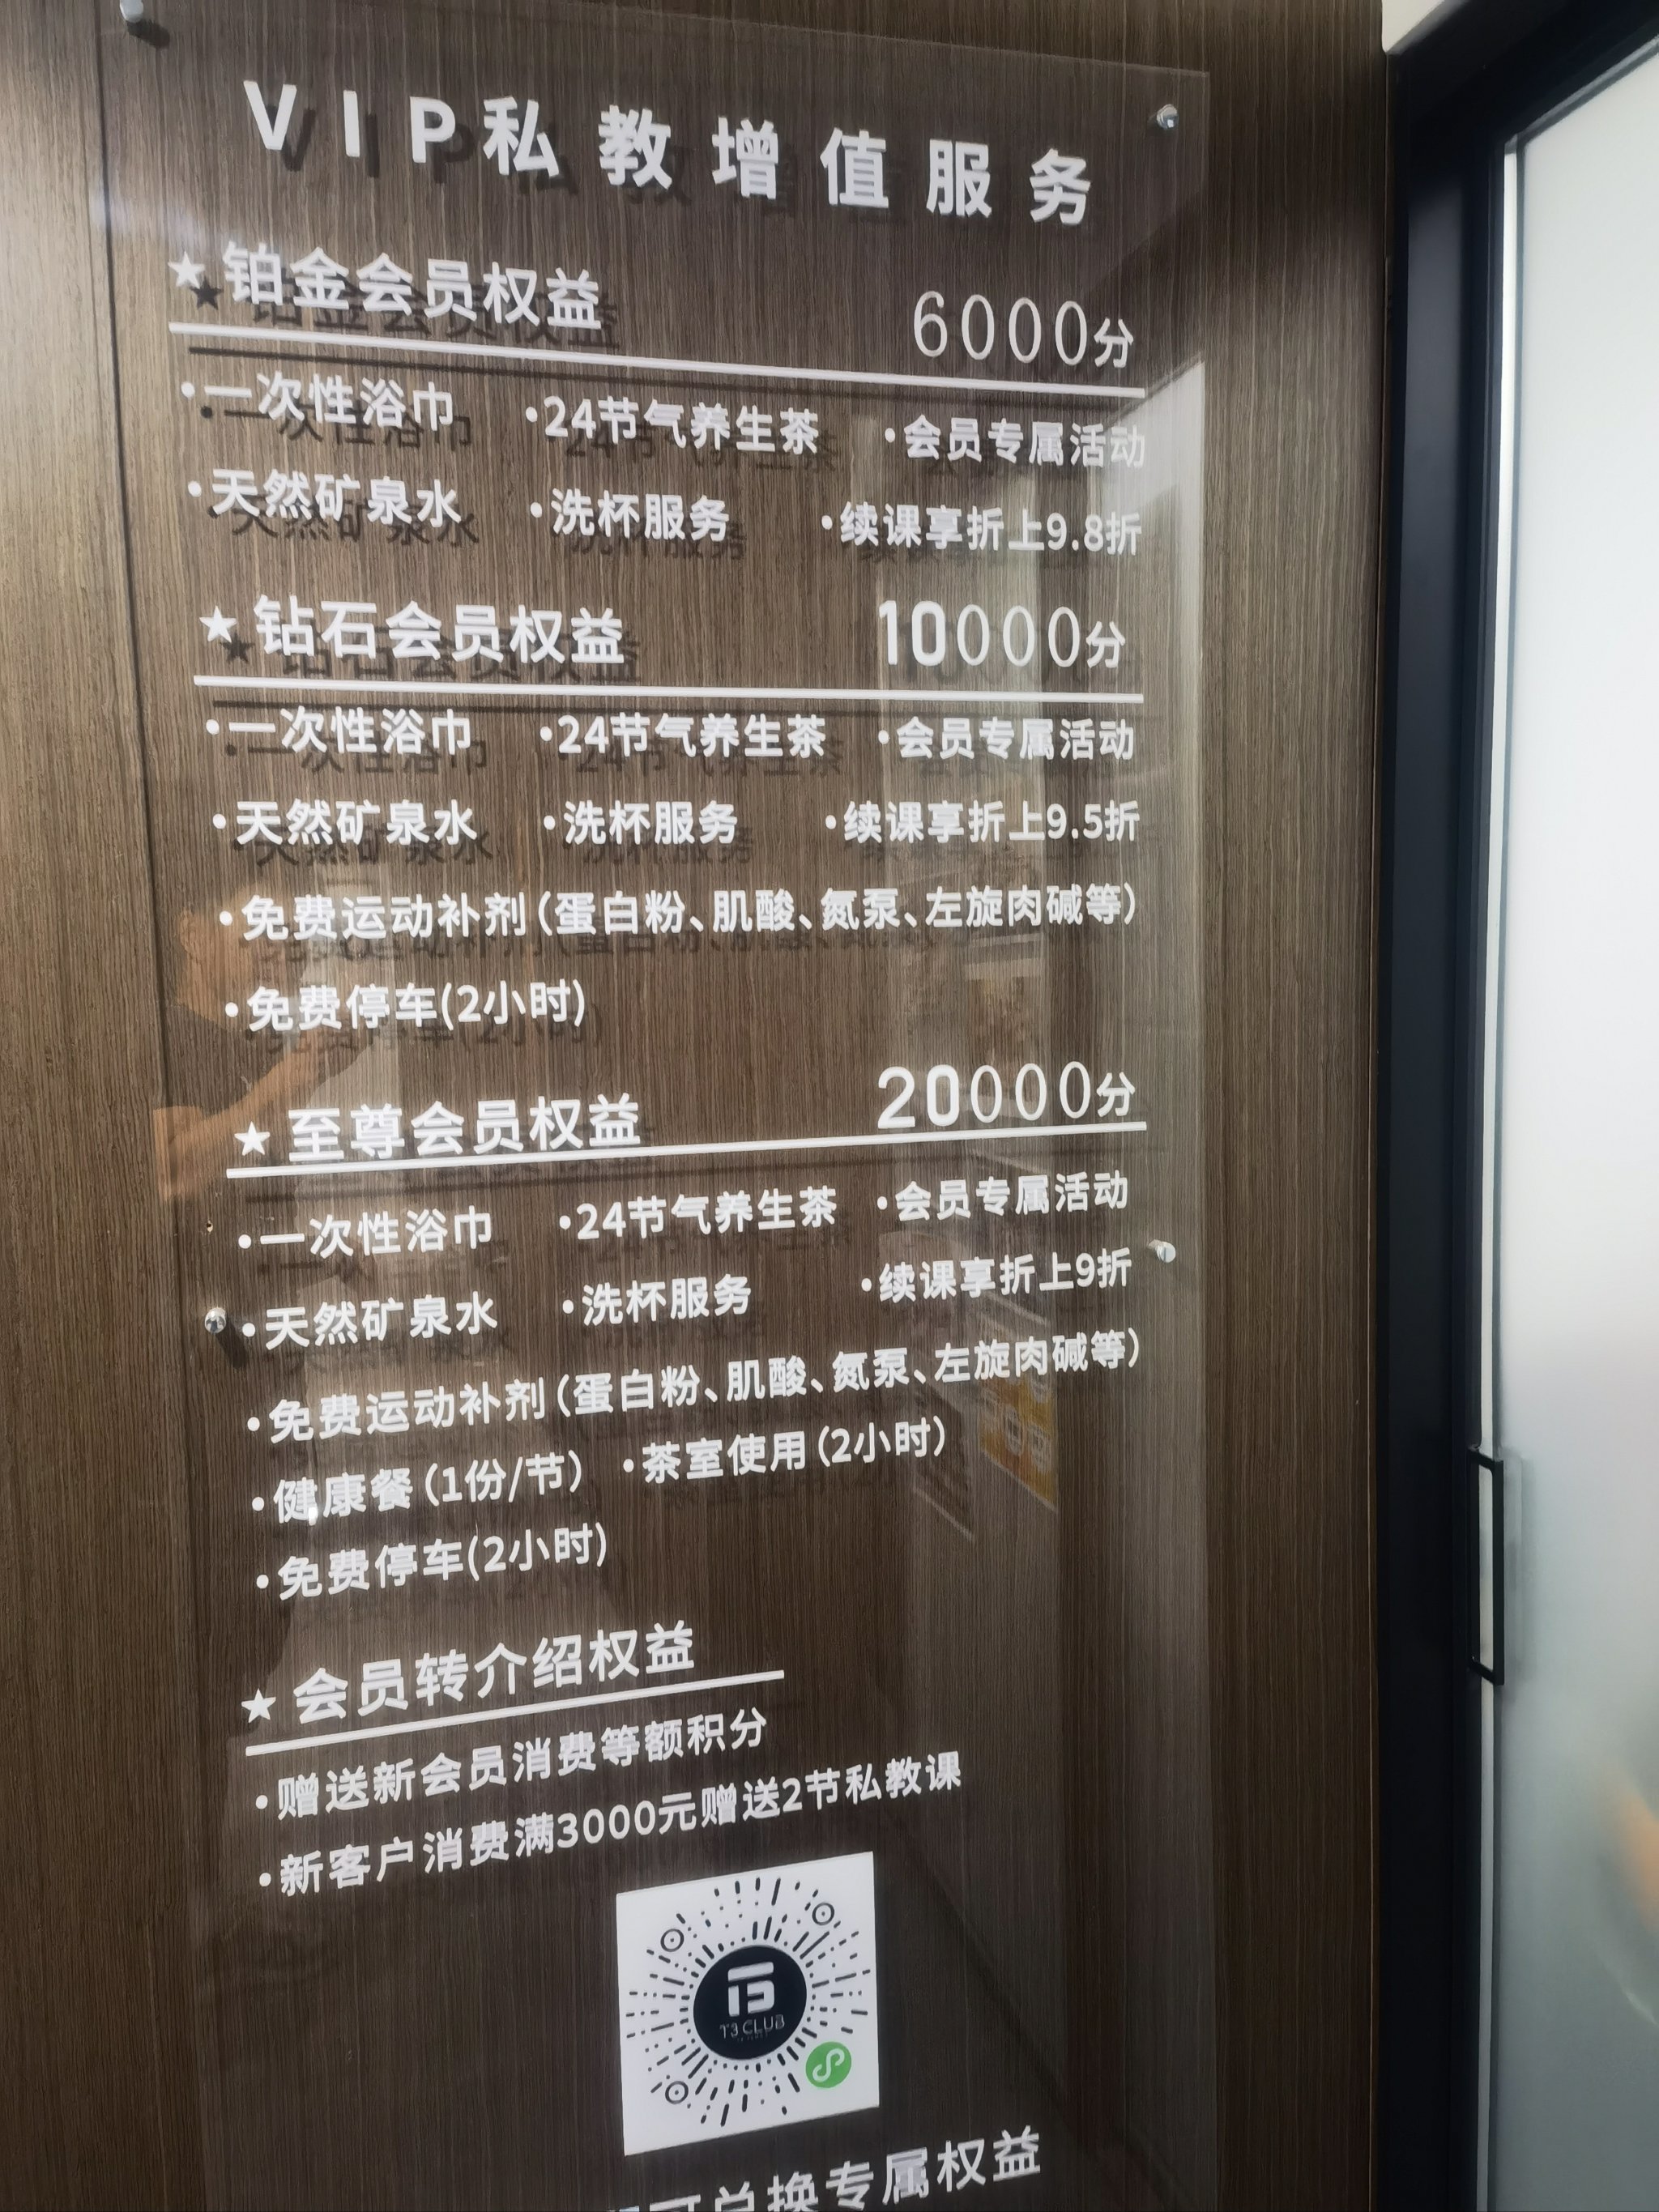 VIP私教增值服务
★ 铂金会员权益 6000分
•一次性浴巾 •24节气养生茶 •会员专属活动
•天然矿泉水 •洗杯服务 •续课享折上9.8折
★ 钻石会员权益 10000分
•一次性浴巾 •24节气养生茶 •会员专属活动
•天然矿泉水 •洗杯服务 •续课享折上9.5折
•免费运动补剂(蛋白粉、肌酸、氮泵、左旋肉碱等)
•免费停车(2小时)
★ 至尊会员权益 20000分
•一次性浴巾 •24节气养生茶 •会员专属活动
•天然矿泉水 •洗杯服务 •续课享折上9折
•免费运动补剂(蛋白粉、肌酸、氮泵、左旋肉碱等)
•健康餐(1份/节) •茶室使用(2小时)
•免费停车(2小时)
★ 会员转介绍权益
•赠送新会员消费等额积分
•新客户消费满3000元赠送2节私教课
T3 CLUB
可兑换专属权益